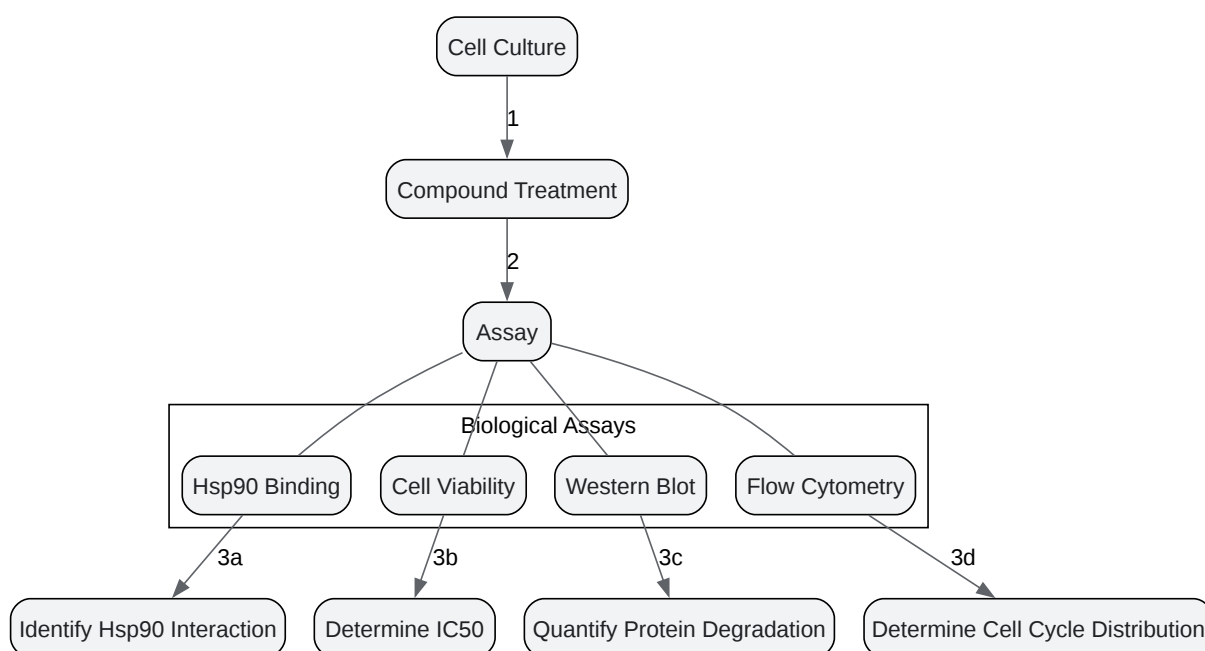 Cell Culture
1
Compound Treatment
2
Assay
Biological Assays
Hsp90 Binding
Cell Viability
Western Blot
Flow Cytometry
3a
3b
3c
3d
Identify Hsp90 Interaction
Determine IC50
Quantify Protein Degradation
Determine Cell Cycle Distribution